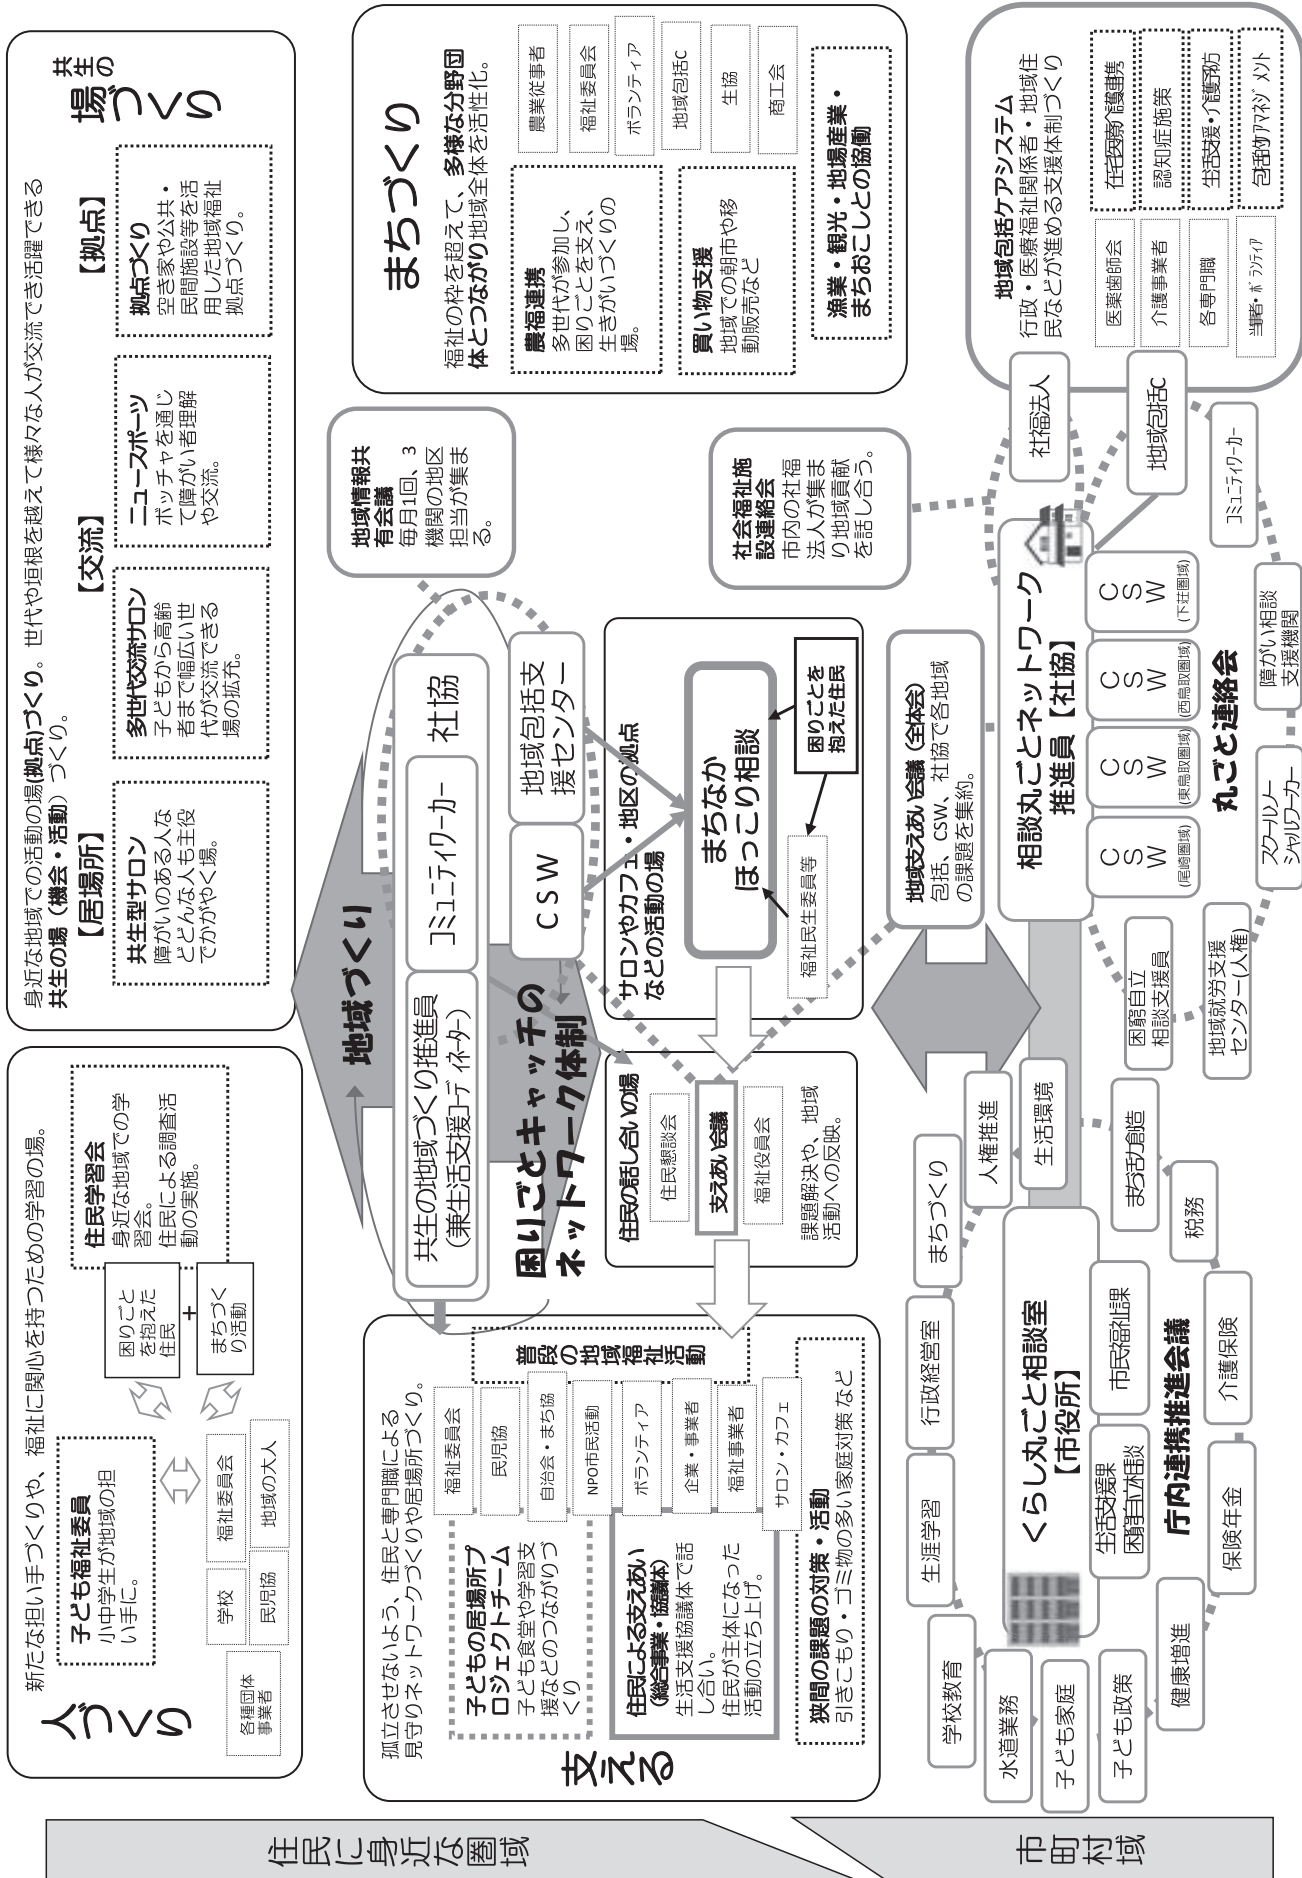 住民に身近な圏域
市町村域
人づくり
新たな担い手づくりや、福祉に関心を持つための学習の場。
子ども福祉委員
小中学生が地域の担
い手に。
各種団体
事業者
学校
福祉委員会
民児協
地域の大人
困りごと
を抱えた
住民
+
まちづく
り活動
住民学習会
身近な地域での学
習会。
住民による調査活
動の実施。
共生の
場づくり
身近な地域での活動の場(拠点)づくり。世代や垣根を越えて様々な人が交流でき活躍できる
共生の場（機会・活動）づくり。
【居場所】
【交流】
【拠点】
共生型サロン
障がいのある人な
どどんな人も主役
でかがやく場。
多世代交流サロン
子どもから高齢
者まで幅広い世
代が交流できる
場の拡充。
ニュースポーツ
ボッチャを通じ
て障がい者理解
や交流。
拠点づくり
空き家や公共・
民間施設等を活
用した地域福祉
拠点づくり。
地域づくり
共生の地域づくり推進員
（兼生活支援コーディネーター）
コミュニティワーカー
社協
CSW
地域包括支
援センター
困りごとキャッチの
ネットワーク体制
地域情報共
有会議
毎月1回、3
機関の地区
担当が集ま
る。
まちづくり
福祉の枠を超えて、多様な分野団
体とつながり地域全体を活性化。
農福連携
多世代が参加し、
困りごとを支え、
生きがいづくりの
場。
買い物支援
地域での朝市や移
動販売など
農業従事者
福祉委員会
ボランティア
地域包括C
生協
商工会
漁業・観光・地場産業・
まちおこしとの協働
支える
孤立させないよう、住民と専門職による
見守りネットワークづくりや居場所づくり。
子どもの居場所プ
ロジェクトチーム
子ども食堂や学習支
援などのつながりづ
くり
住民による支えあい
(総合事業・協議体)
生活支援協議体で話
し合い。
住民が主体になった
活動の立ち上げ。
福祉委員会
民児協
自治会・まち協
NPO市民活動
ボランティア
企業・事業者
福祉事業者
サロン・カフェ
普段の地域福祉活動
狭間の課題の対策・活動
引きこもり・ゴミ物の多い家庭対策 など
住民の話し合いの場
住民懇談会
支えあい会議
福祉役員会
課題解決や、地域
活動への反映。
サロンやカフェ・地区の拠点
などの活動の場
まちなか
ほっこり相談
福祉民生委員等
困りごとを
抱えた住民
社会福祉施
設連絡会
市内の社福
法人が集ま
り地域貢献
を話し合う。
地域支えあい会議（全体会）
包括、CSW、社協で各地域
の課題を集約。
地域包括ケアシステム
行政・医療福祉関係者・地域住
民などが進める支援体制づくり
医薬歯師会
介護事業者
各専門職
当事者・ボランティア
在宅医療介護連携
認知症施策
生活支援・介護予防
包括的ケアマネジメント
くらし丸ごと相談室
【市役所】
生活支援課
困窮自立相談
市民福祉課
庁内連携推進会議
学校教育
生涯学習
行政経営室
まちづくり
人権推進
生活環境
まち活力創造
税務
介護保険
保険年金
健康増進
子ども政策
子ども家庭
水道業務
相談丸ごとネットワーク
推進員【社協】
CSW
(尾崎圏域)
CSW
(東鳥取圏域)
CSW
(西鳥取圏域)
CSW
(下荘圏域)
丸ごと連絡会
社福法人
地域包括C
コミュニティワーカー
障がい相談
支援機関
スクールソー
シャルワーカー
地域就労支援
センター(人権)
困窮自立
相談支援員